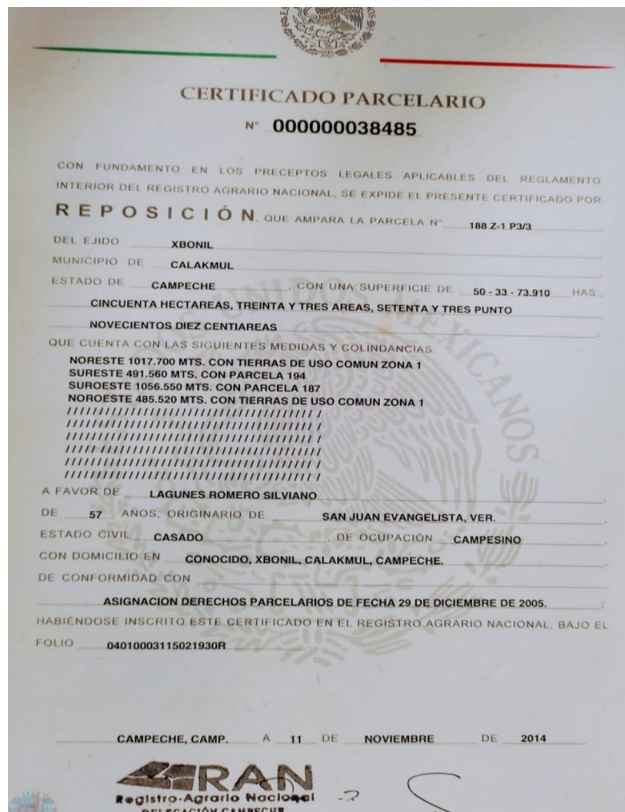 CERTIFICADO PARCELARIO
N° 000000038485
CON FUNDAMENTO EN LOS PRECEPTOS LEGALES APLICABLES DEL REGLAMENTO
INTERIOR DEL REGISTRO AGRARIO NACIONAL, SE EXPIDE EL PRESENTE CERTIFICADO POR
REPOSICIÓN, QUE AMPARA LA PARCELA N° 188 Z-1 P3/3
DEL EJIDO XBONIL
MUNICIPIO DE CALAKMUL
ESTADO DE CAMPECHE, CON UNA SUPERFICIE DE 50 - 33 - 73.910 HAS.,
CINCUENTA HECTAREAS, TREINTA Y TRES AREAS, SETENTA Y TRES PUNTO
NOVECIENTOS DIEZ CENTIAREAS
QUE CUENTA CON LAS SIGUIENTES MEDIDAS Y COLINDANCIAS:
NORESTE 1017.700 MTS. CON TIERRAS DE USO COMUN ZONA 1
SURESTE 491.560 MTS. CON PARCELA 194
SUROESTE 1056.550 MTS. CON PARCELA 187
NOROESTE 485.520 MTS. CON TIERRAS DE USO COMUN ZONA 1
A FAVOR DE LAGUNES ROMERO SILVIANO
DE 57 AÑOS, ORIGINARIO DE SAN JUAN EVANGELISTA, VER.
ESTADO CIVIL CASADO, DE OCUPACIÓN CAMPESINO
CON DOMICILIO EN CONOCIDO, XBONIL, CALAKMUL, CAMPECHE.
DE CONFORMIDAD CON
ASIGNACION DERECHOS PARCELARIOS DE FECHA 29 DE DICIEMBRE DE 2005.;
HABIÉNDOSE INSCRITO ESTE CERTIFICADO EN EL REGISTRO AGRARIO NACIONAL, BAJO EL
FOLIO 04010003115021930R
CAMPECHE, CAMP. A 11 DE NOVIEMBRE DE 2014
RAN
Registro Agrario Nacional
DELEGACIÓN CAMPECHE